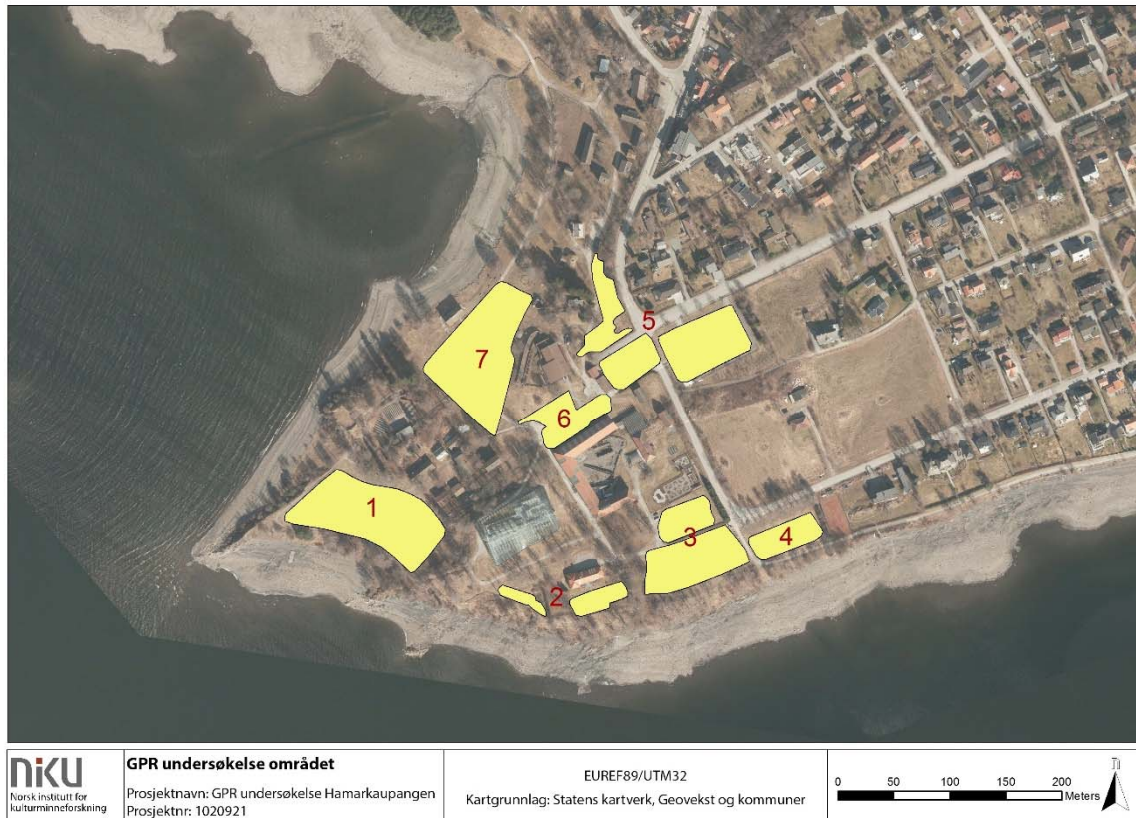 5
7
6
1
3
4
2
NIKU
Norsk institutt for
kulturminneforskning
GPR undersøkelse området
Prosjektnavn: GPR undersøkelse Hamarkaupangen
Prosjektnr: 1020921
EUREF89/UTM32
Kartgrunnlag: Statens kartverk, Geovekst og kommuner
0 50 100 150 200
Meters